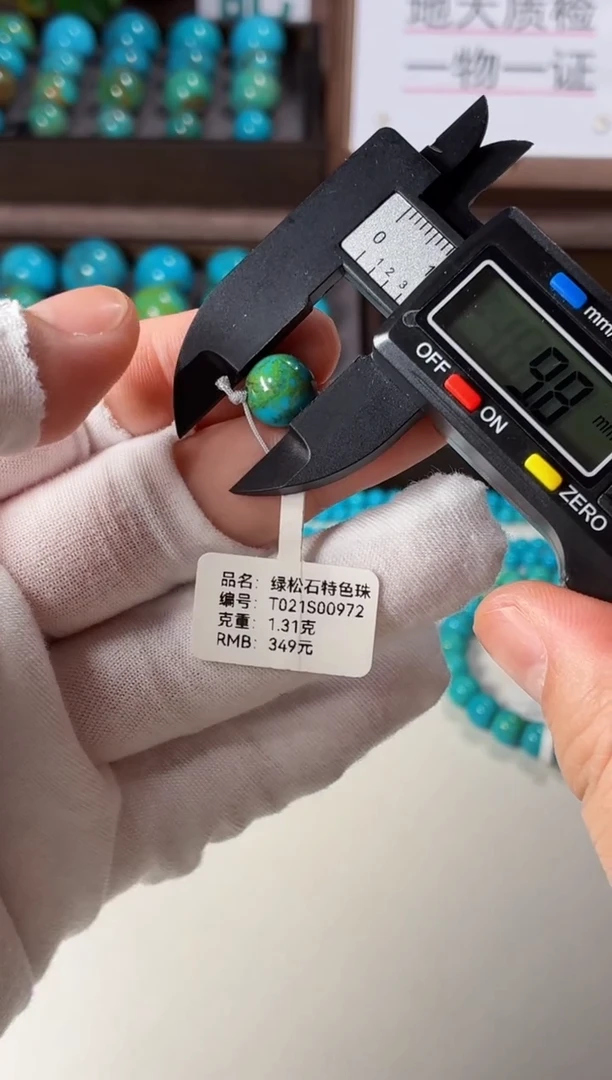 地大质检
一物一证
0
1 2 3
1
OFF
ON
ZERO
9.8
品名：绿松石特色珠
编号：T021S00972
克重：1.31克
RMB：349元